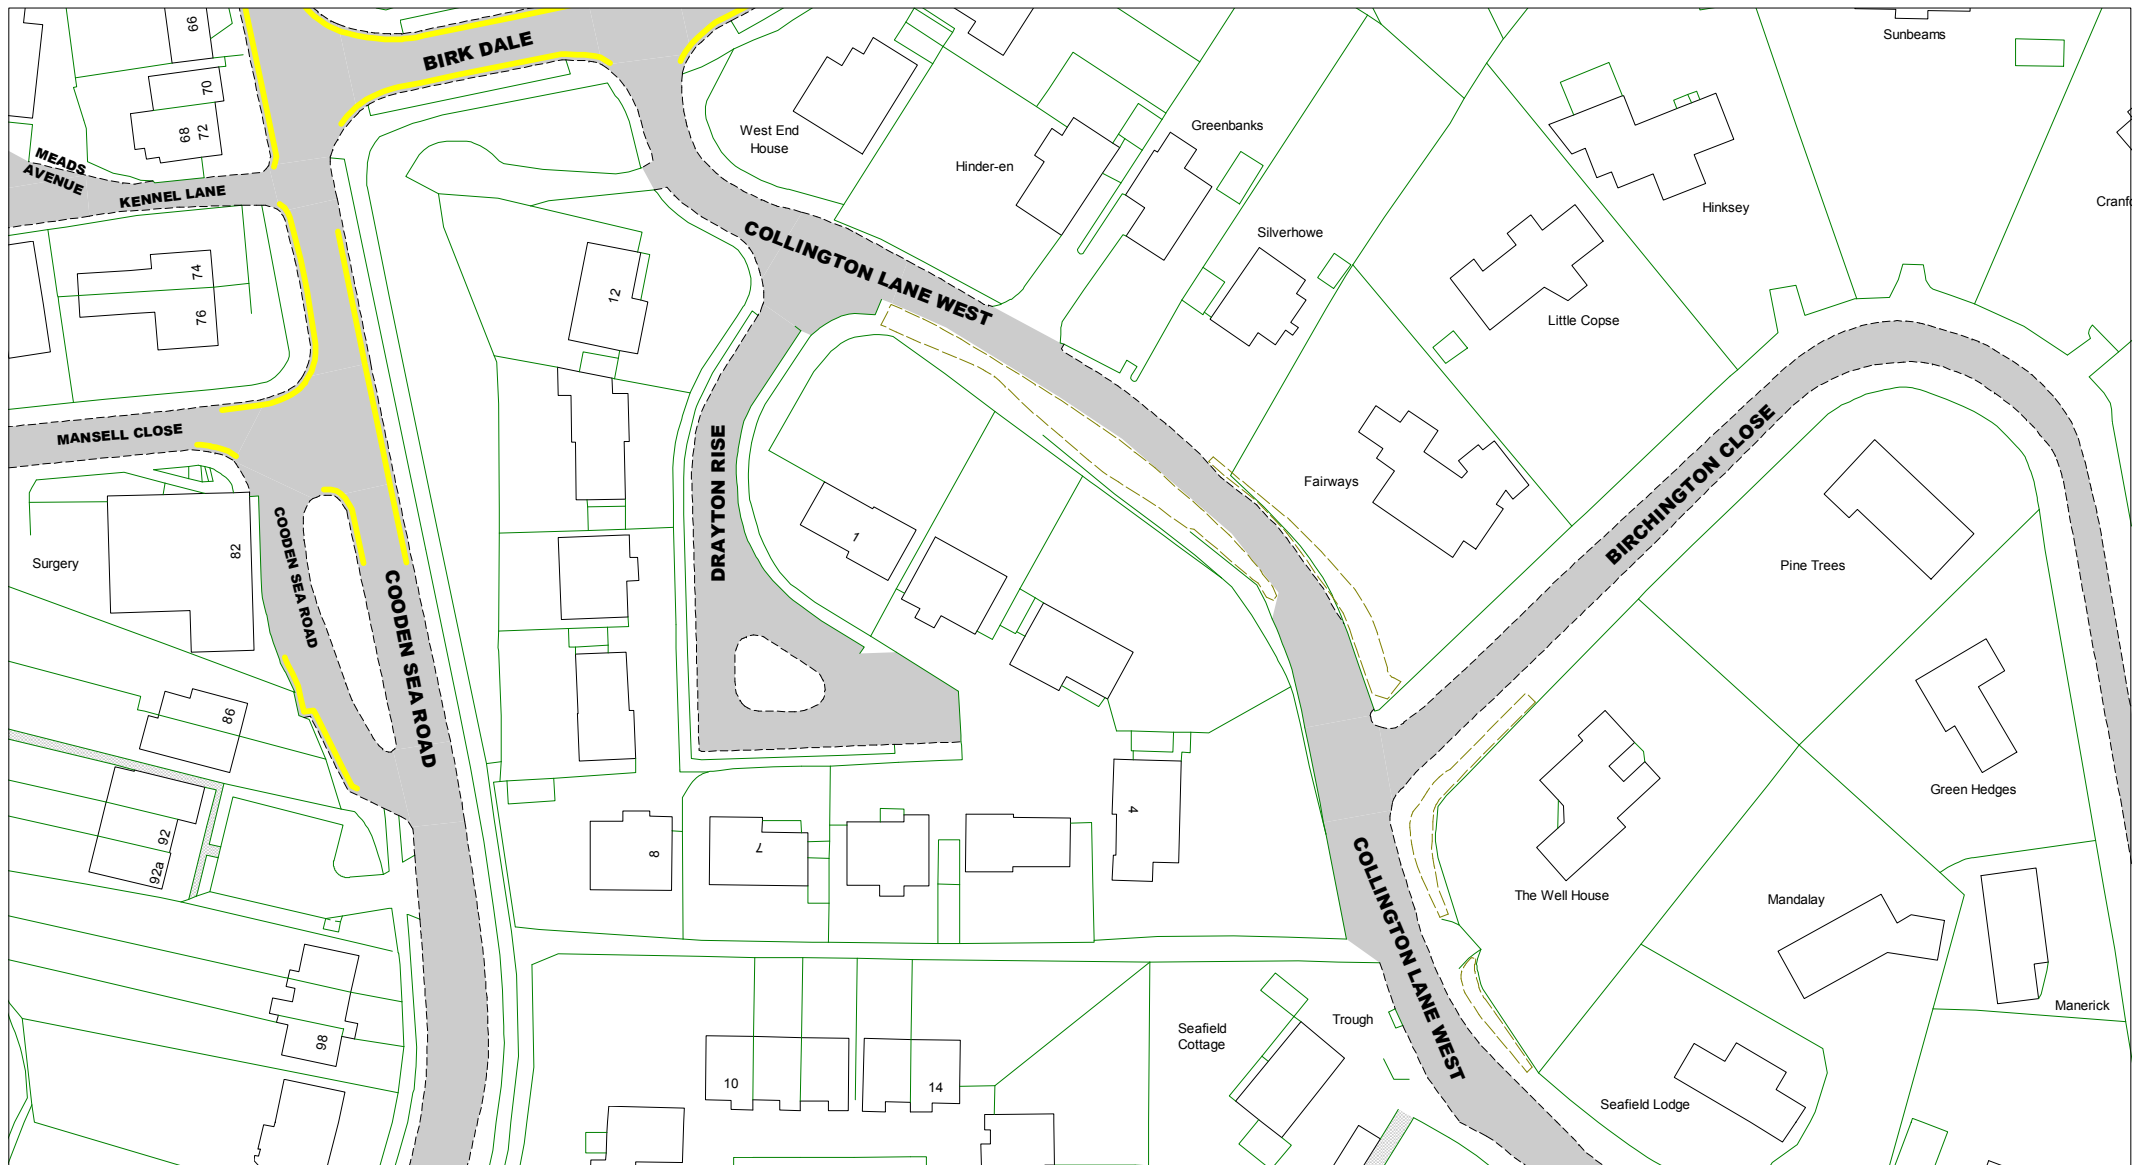 66
BIRK DALE
Sunbeams
70
68
72
West End
House
Greenbanks
Hinder-en
MEADS
AVENUE
KENNEL LANE
Hinksey
COLLINGTON LANE WEST
Silverhowe
74
76
12
Little Copse
MANSELL CLOSE
DRAYTON RISE
Fairways
BIRCHINGTON CLOSE
Surgery
82
COODEN SEA ROAD
COODEN SEA ROAD
1
Pine Trees
86
Green Hedges
92
92a
8
7
4
COLLINGTON LANE WEST
The Well House
Mandalay
98
10
14
Seafield
Cottage
Trough
Manerick
Seafield Lodge